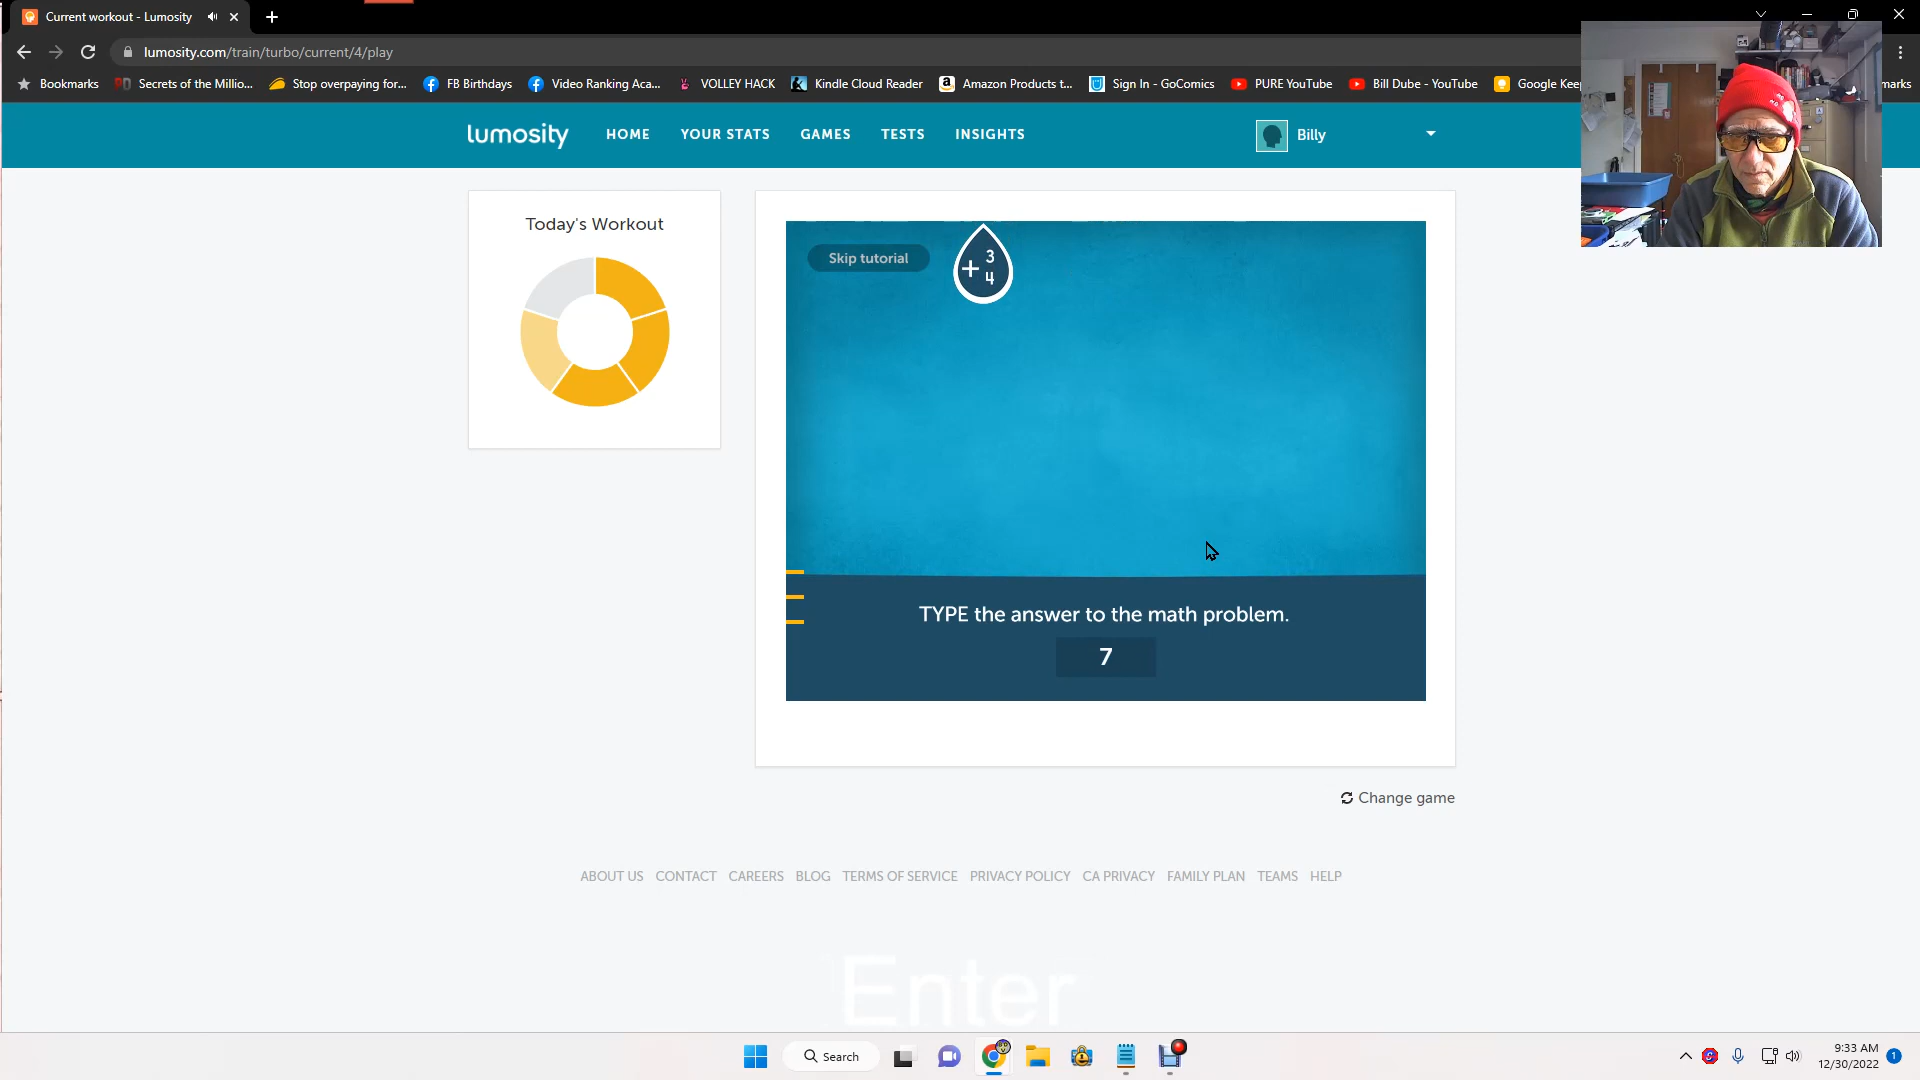 Current workout - Lumosity
lumosity.com/train/turbo/current/4/play
Bookmarks
Secrets of the Millio...
Stop overpaying for...
FB Birthdays
Video Ranking Aca...
VOLLEY HACK
Kindle Cloud Reader
Amazon Products t...
Sign In - GoComics
PURE YouTube
Bill Dube - YouTube
Google Keep
marks
lumosity
HOME
YOUR STATS
GAMES
TESTS
INSIGHTS
Billy
Today's Workout
Skip tutorial
3
+ 4
TYPE the answer to the math problem.
7
Change game
ABOUT US
CONTACT
CAREERS
BLOG
TERMS OF SERVICE
PRIVACY POLICY
CA PRIVACY
FAMILY PLAN
TEAMS
HELP
Enter
Search
9:33 AM
12/30/2022
1